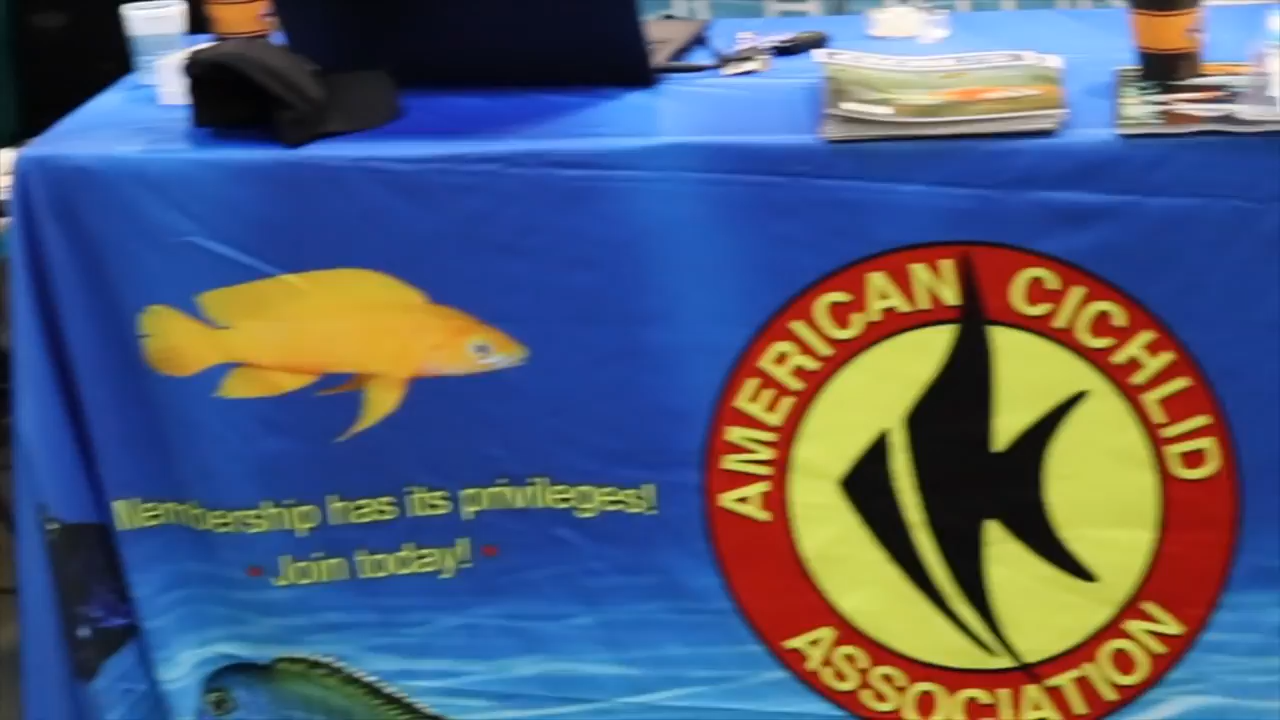 AMERICAN CICHLID
ASSOCIATION
Membership has its privileges!
• Join today! •